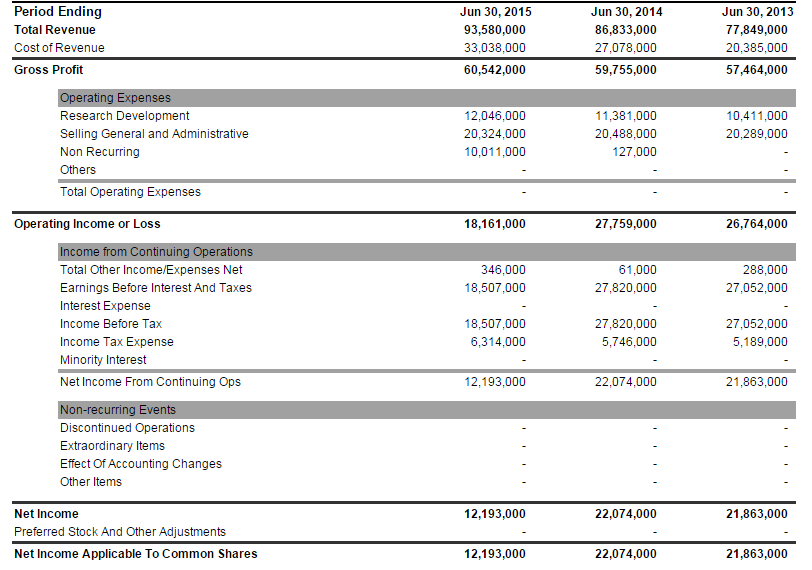 Period Ending Jun 30, 2015 Jun 30, 2014 Jun 30, 2013
Total Revenue 93,580,000 86,833,000 77,849,000
Cost of Revenue 33,038,000 27,078,000 20,385,000
Gross Profit 60,542,000 59,755,000 57,464,000
Operating Expenses
Research Development 12,046,000 11,381,000 10,411,000
Selling General and Administrative 20,324,000 20,488,000 20,289,000
Non Recurring 10,011,000 127,000 -
Others - - -
Total Operating Expenses - - -
Operating Income or Loss 18,161,000 27,759,000 26,764,000
Income from Continuing Operations
Total Other Income/Expenses Net 346,000 61,000 288,000
Earnings Before Interest And Taxes 18,507,000 27,820,000 27,052,000
Interest Expense - - -
Income Before Tax 18,507,000 27,820,000 27,052,000
Income Tax Expense 6,314,000 5,746,000 5,189,000
Minority Interest - - -
Net Income From Continuing Ops 12,193,000 22,074,000 21,863,000
Non-recurring Events
Discontinued Operations - - -
Extraordinary Items - - -
Effect Of Accounting Changes - - -
Other Items - - -
Net Income 12,193,000 22,074,000 21,863,000
Preferred Stock And Other Adjustments - - -
Net Income Applicable To Common Shares 12,193,000 22,074,000 21,863,000